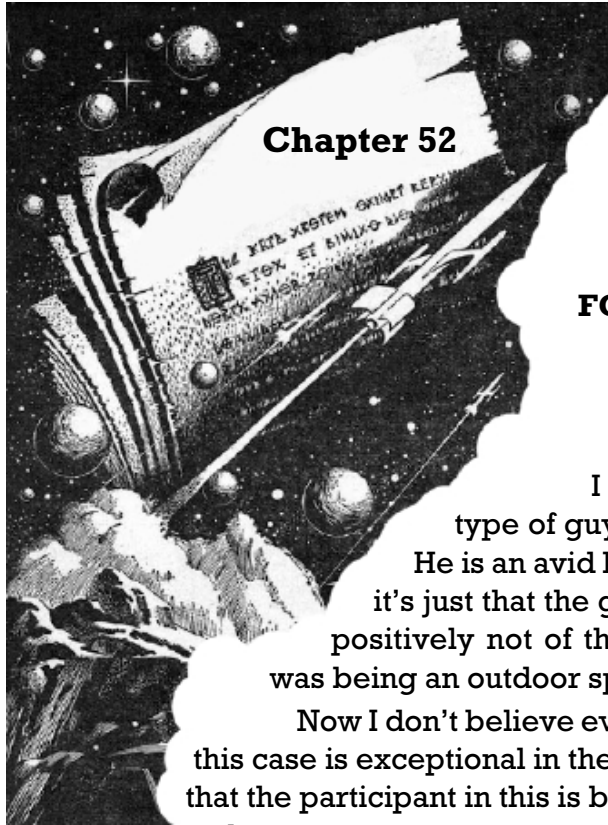 Chapter 52
FO
I
type of guy
He is an avid
it's just that the
positively not of th
was being an outdoor sp
Now I don't believe ev
this case is exceptional in the
that the participant in this is b